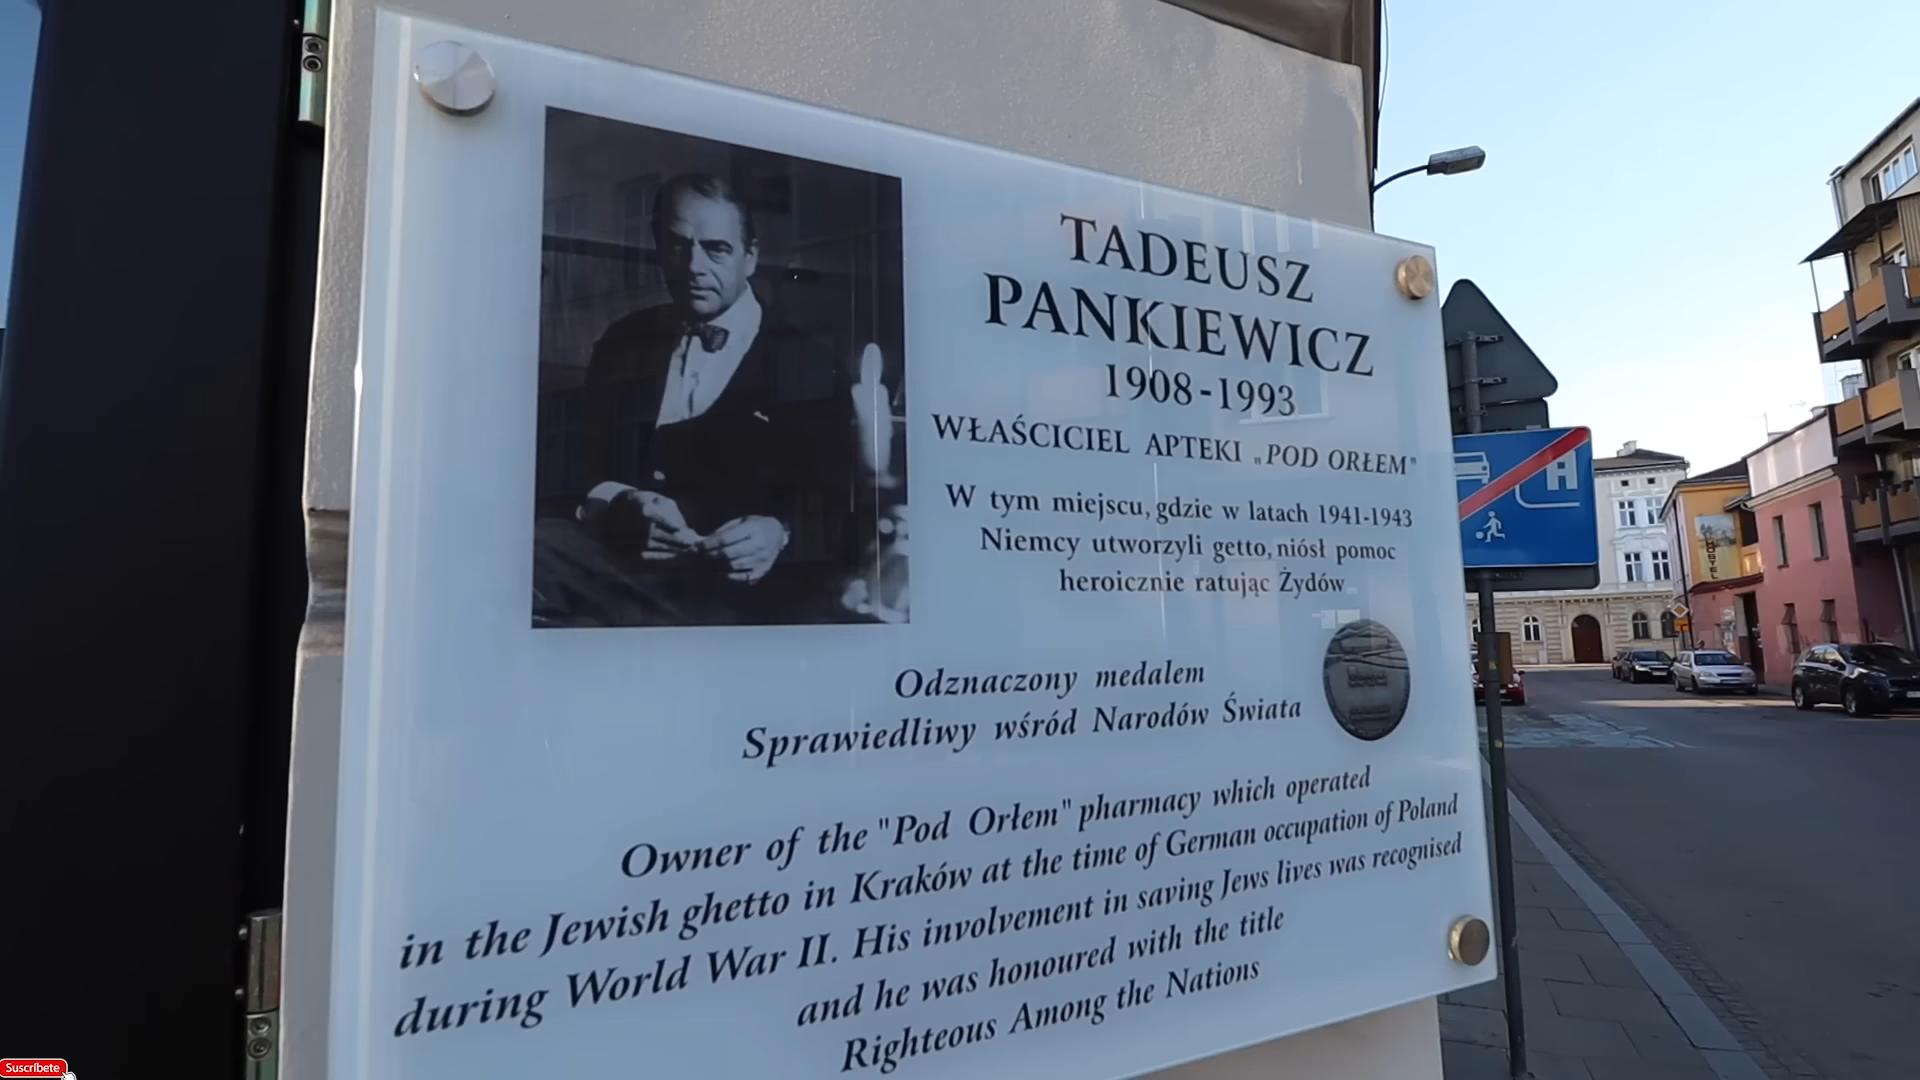 TADEUSZ
PANKIEWICZ
1908-1993
WŁAŚCICIEL APTEKI „POD ORŁEM"
W tym miejscu, gdzie w latach 1941-1943
Niemcy utworzyli getto, niósł pomoc
heroicznie ratując Żydów
Odznaczony medalem
Sprawiedliwy wśród Narodów Świata
Owner of the "Pod Orłem" pharmacy which operated
in the Jewish ghetto in Kraków at the time of German occupation of Poland
during World War II. His involvement in saving Jews lives was recognised
and he was honoured with the title
Righteous Among the Nations
HOSTEL
Suscríbete